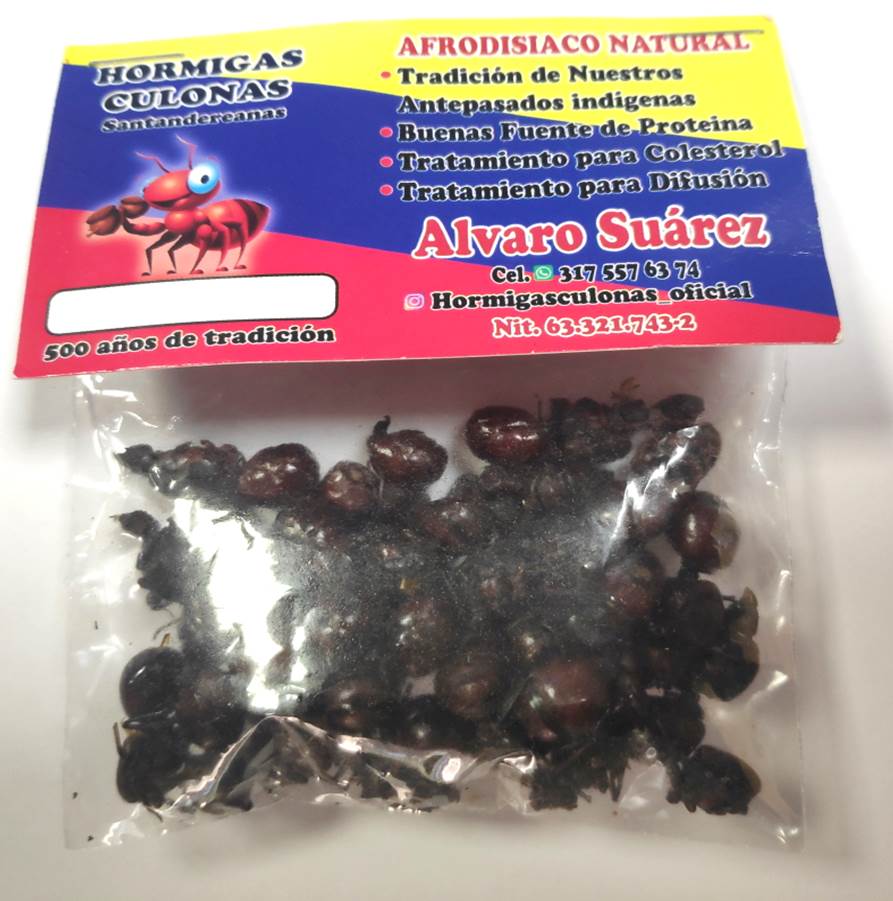 HORMIGAS
CULONAS
Santandereanas
500 años de tradición
AFRODISIACO NATURAL
• Tradición de Nuestros
Antepasados indigenas
• Buenas Fuente de Proteina
• Tratamiento para Colesterol
• Tratamiento para Difusión
Alvaro Suárez
Cel. 317 557 63 74
Hormigasculonas_oficial
Nit. 63.321.743-2